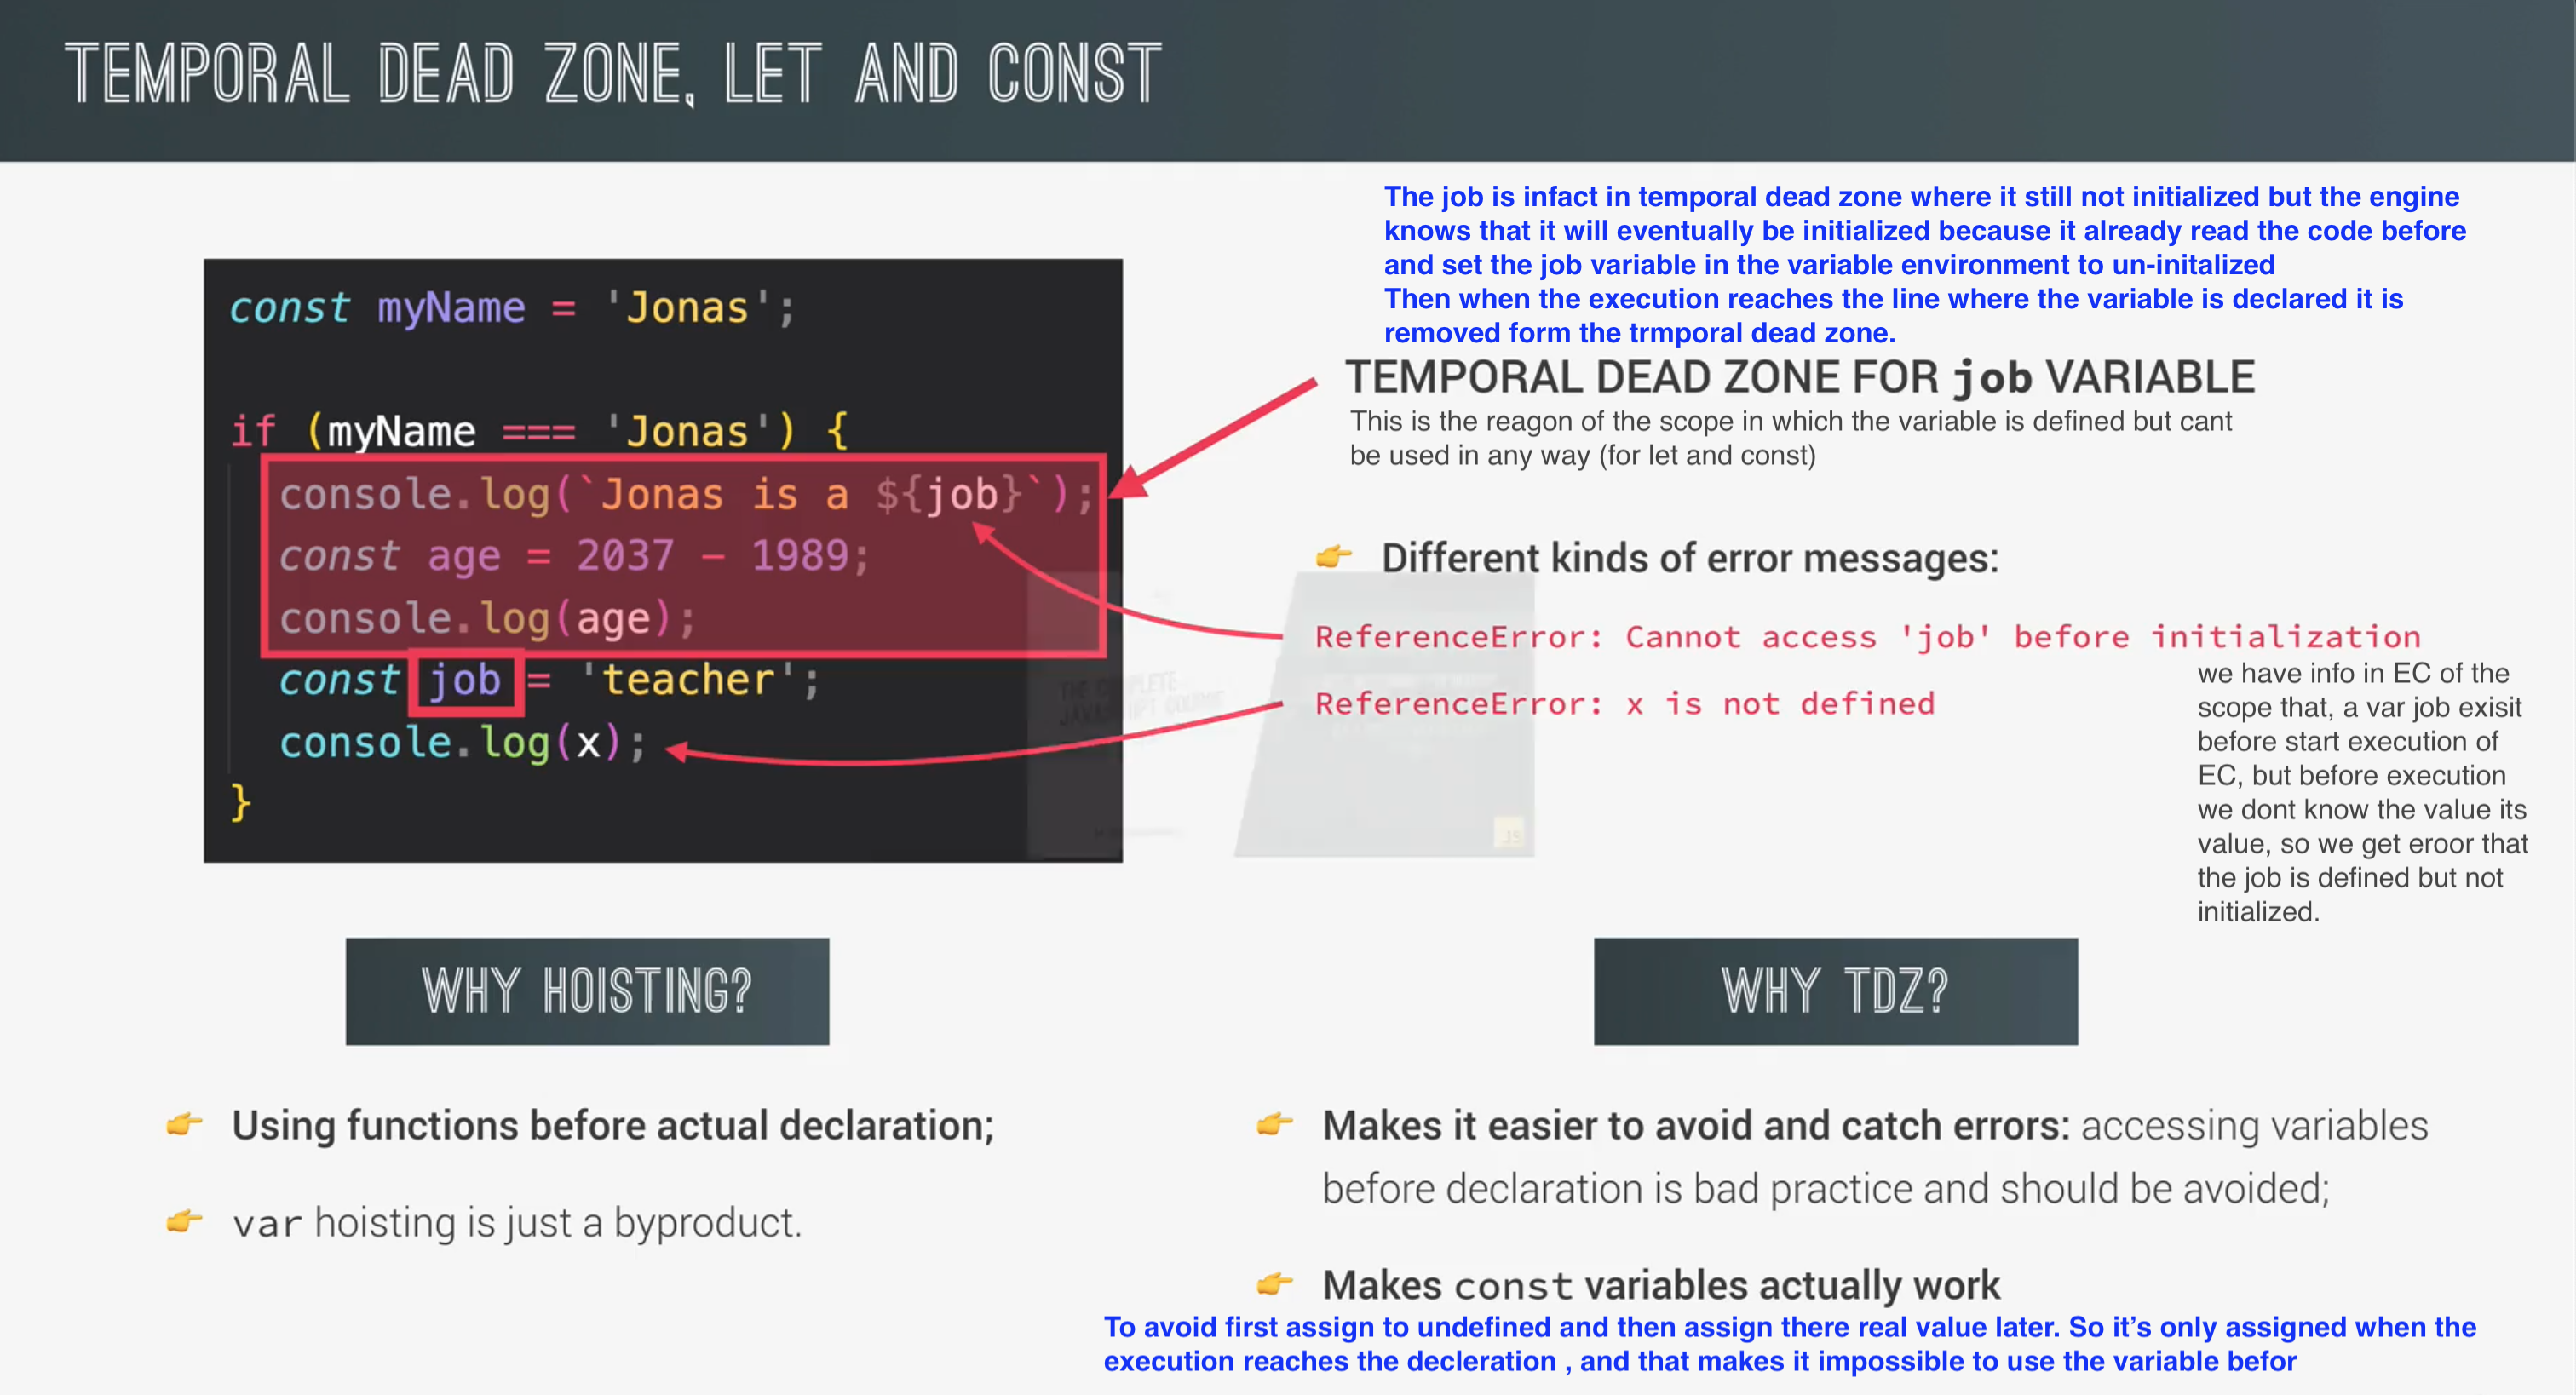 TEMPORAL DEAD ZONE, LET AND CONST
The job is infact in temporal dead zone where it still not initialized but the engine
knows that it will eventually be initialized because it already read the code before
and set the job variable in the variable environment to un-initalized
Then when the execution reaches the line where the variable is declared it is
removed form the trmporal dead zone.
const myName = 'Jonas';
if (myName === 'Jonas') {
console.log(`Jonas is a ${job}`);
const age = 2037 - 1989;
console.log(age);
const job = 'teacher';
console.log(x);
}
TEMPORAL DEAD ZONE FOR job VARIABLE
This is the reagon of the scope in which the variable is defined but cant
be used in any way (for let and const)
👉 Different kinds of error messages:
ReferenceError: Cannot access 'job' before initialization
ReferenceError: x is not defined
we have info in EC of the
scope that, a var job exisit
before start execution of
EC, but before execution
we dont know the value its
value, so we get eroor that
the job is defined but not
initialized.
THE COMPLETE
JAVASCRIPT COURSE
JS
WHY HOISTING?
👉 Using functions before actual declaration;
👉 var hoisting is just a byproduct.
WHY TDZ?
👉 Makes it easier to avoid and catch errors: accessing variables
before declaration is bad practice and should be avoided;
👉 Makes const variables actually work
To avoid first assign to undefined and then assign there real value later. So it’s only assigned when the
execution reaches the decleration , and that makes it impossible to use the variable befor